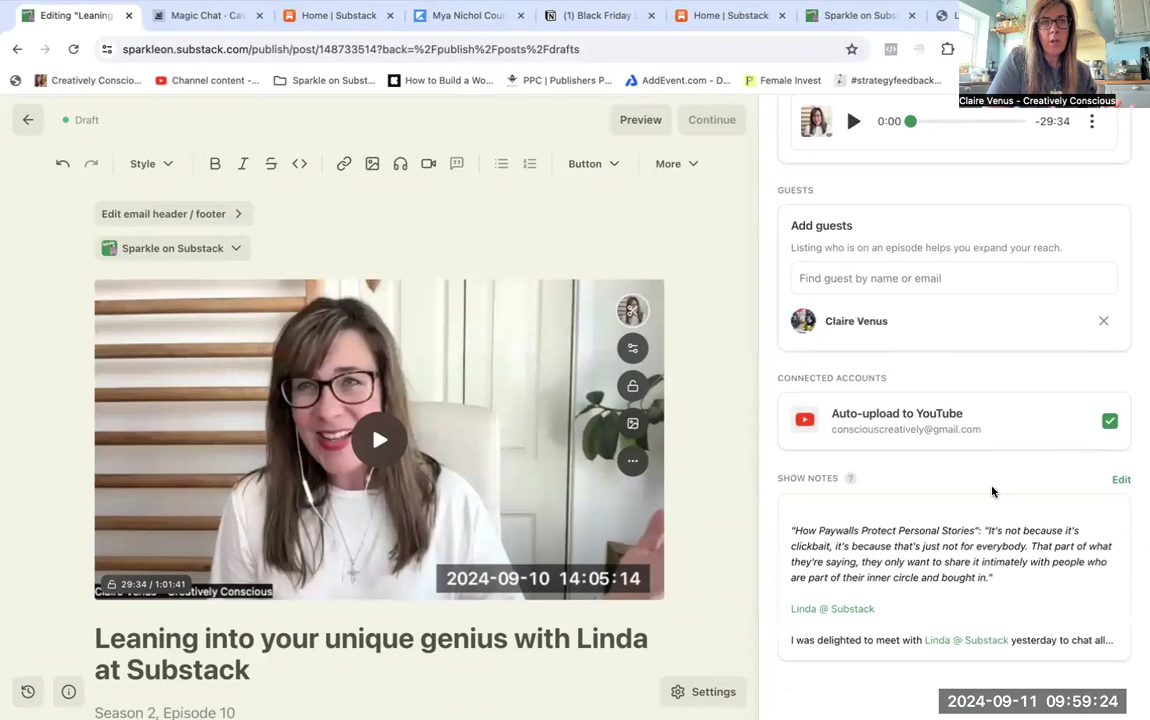 Editing "Leaning
Magic Chat · Ca
Home | Substack
Mya Nichol Cour
(1) Black Friday L
Home | Substack
Sparkle on Subs
L
sparkleon.substack.com/publish/post/148733514?back=%2Fpublish%2Fposts%2Fdrafts
Creatively Conscio...
Channel content -...
Sparkle on Subst...
How to Build a Wo...
PPC | Publishers P...
AddEvent.com - D...
Female Invest
#strategyfeedback...
Claire Venus - Creatively Conscious
Draft
Preview
Continue
Style
B
I
S
Button
More
Edit email header / footer
Sparkle on Substack
29:34 / 1:01:41
Claire Venus - Creatively Conscious
2024-09-10 14:05:14
Leaning into your unique genius with Linda
at Substack
Season 2, Episode 10
Settings
0:00
-29:34
GUESTS
Add guests
Listing who is on an episode helps you expand your reach.
Find guest by name or email
Claire Venus
CONNECTED ACCOUNTS
Auto-upload to YouTube
consciouscreatively@gmail.com
SHOW NOTES ?
Edit
"How Paywalls Protect Personal Stories": "It's not because it's
clickbait, it's because that's just not for everybody. That part of what
they're saying, they only want to share it intimately with people who
are part of their inner circle and bought in."
Linda @ Substack
I was delighted to meet with Linda @ Substack yesterday to chat all...
2024-09-11 09:59:24